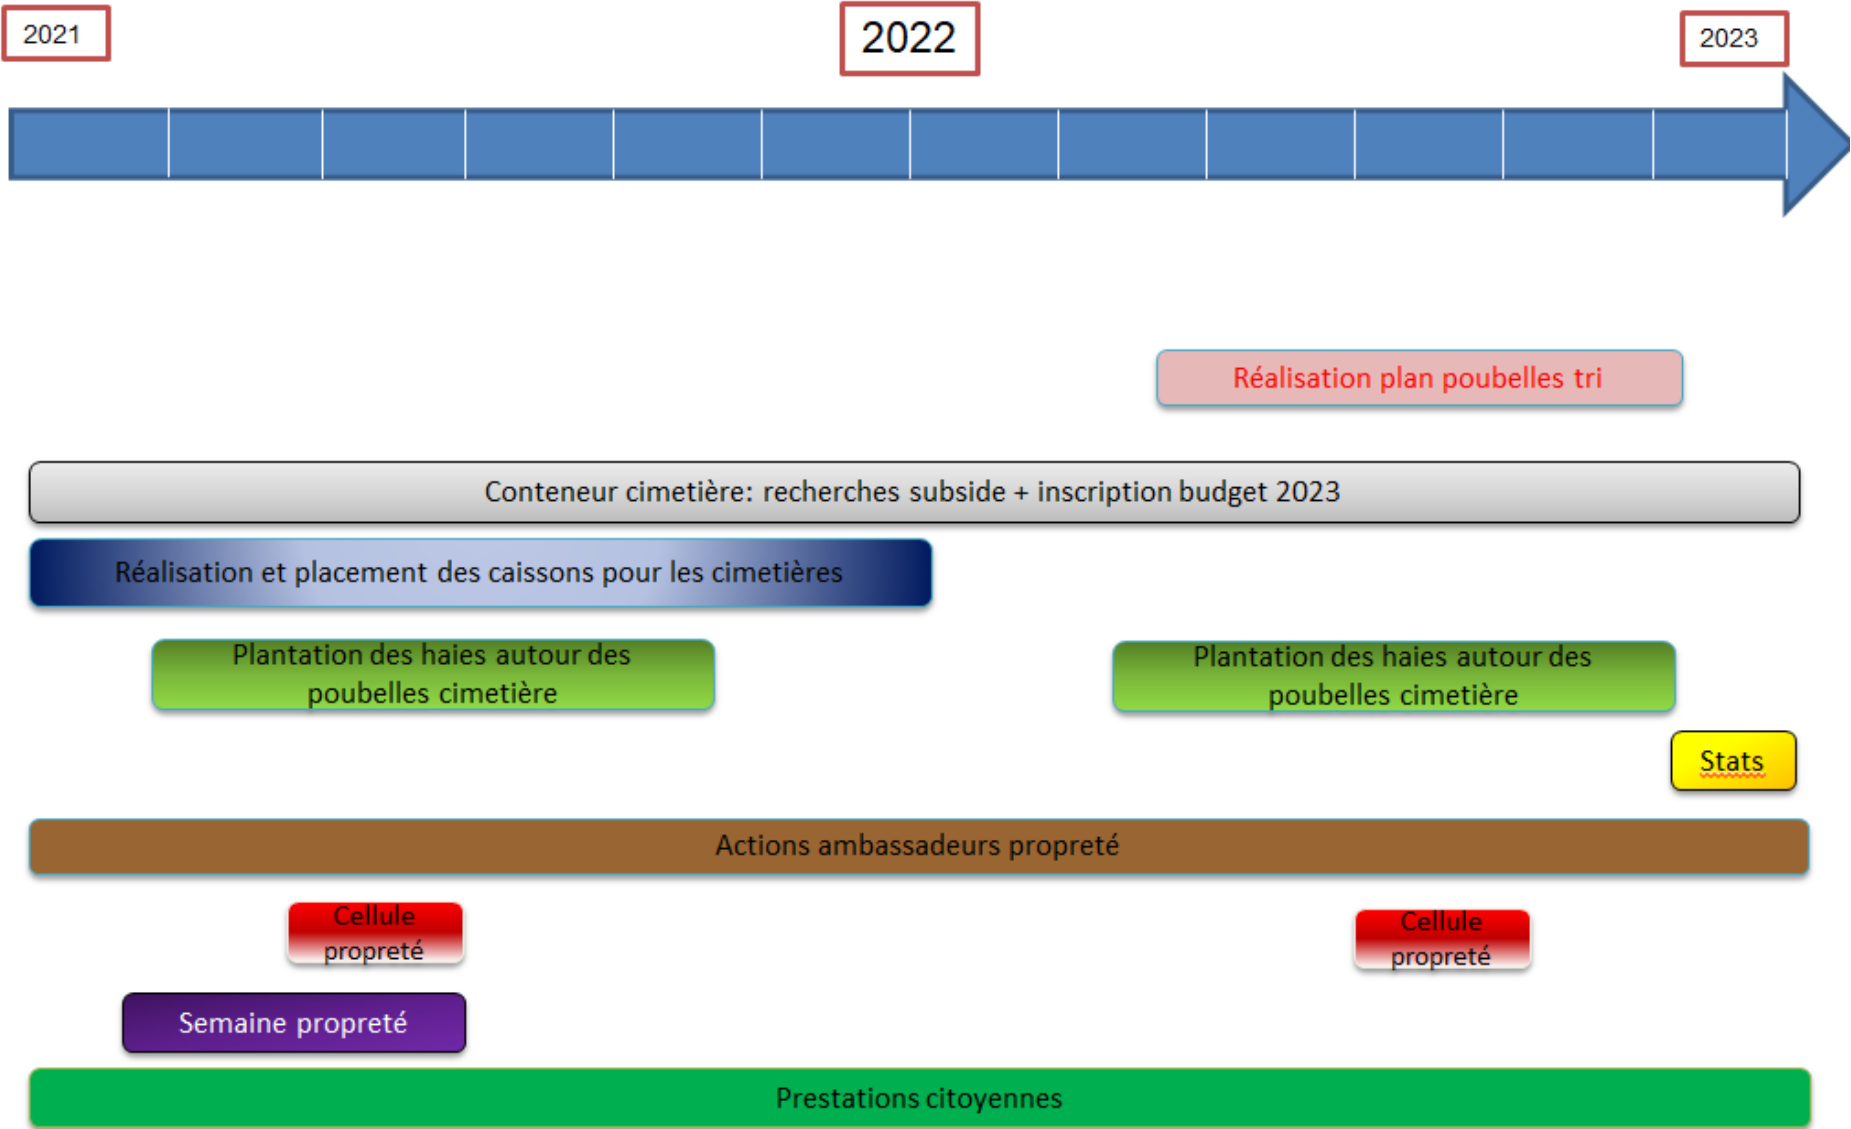 2021
2022
2023
Réalisation plan poubelles tri
Conteneur cimetière: recherches subside + inscription budget 2023
Réalisation et placement des caissons pour les cimetières
Plantation des haies autour des
poubelles cimetière
Plantation des haies autour des
poubelles cimetière
Stats
Actions ambassadeurs propreté
Cellule
propreté
Cellule
propreté
Semaine propreté
Prestations citoyennes